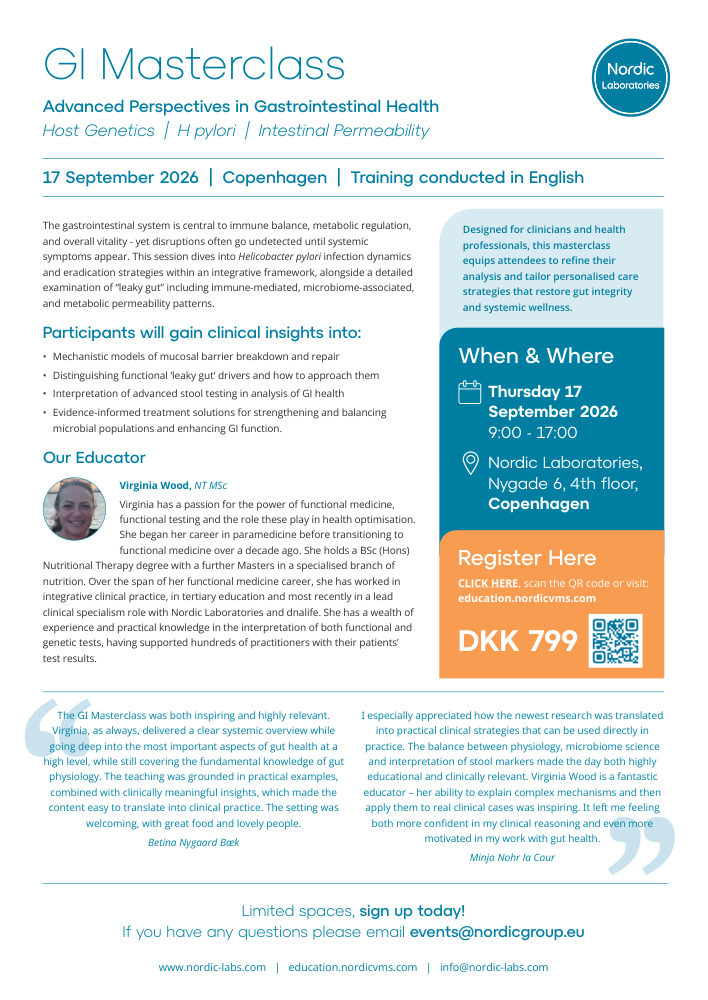 GI Masterclass
Nordic
Laboratories
Advanced Perspectives in Gastrointestinal Health
Host Genetics | H pylori | Intestinal Permeability
17 September 2026 | Copenhagen | Training conducted in English
The gastrointestinal system is central to immune balance, metabolic regulation,
and overall vitality - yet disruptions often go undetected until systemic
symptoms appear. This session dives into Helicobacter pylori infection dynamics
and eradication strategies within an integrative framework, alongside a detailed
examination of “leaky gut” including immune-mediated, microbiome-associated,
and metabolic permeability patterns.
Participants will gain clinical insights into:
• Mechanistic models of mucosal barrier breakdown and repair
• Distinguishing functional ‘leaky gut’ drivers and how to approach them
• Interpretation of advanced stool testing in analysis of GI health
• Evidence-informed treatment solutions for strengthening and balancing
microbial populations and enhancing GI function.
Our Educator
Virginia Wood, NT MSc
Virginia has a passion for the power of functional medicine,
functional testing and the role these play in health optimisation.
She began her career in paramedicine before transitioning to
functional medicine over a decade ago. She holds a BSc (Hons)
Nutritional Therapy degree with a further Masters in a specialised branch of
nutrition. Over the span of her functional medicine career, she has worked in
integrative clinical practice, in tertiary education and most recently in a lead
clinical specialism role with Nordic Laboratories and dnalife. She has a wealth of
experience and practical knowledge in the interpretation of both functional and
genetic tests, having supported hundreds of practitioners with their patients’
test results.
Designed for clinicians and health
professionals, this masterclass
equips attendees to refine their
analysis and tailor personalised care
strategies that restore gut integrity
and systemic wellness.
When & Where
Thursday 17
September 2026
9:00 - 17:00
Nordic Laboratories,
Nygade 6, 4th floor,
Copenhagen
Register Here
CLICK HERE, scan the QR code or visit:
education.nordicvms.com
DKK 799
“
The GI Masterclass was both inspiring and highly relevant.
Virginia, as always, delivered a clear systemic overview while
going deep into the most important aspects of gut health at a
high level, while still covering the fundamental knowledge of gut
physiology. The teaching was grounded in practical examples,
combined with clinically meaningful insights, which made the
content easy to translate into clinical practice. The setting was
welcoming, with great food and lovely people.
Betina Nygaard Bæk
I especially appreciated how the newest research was translated
into practical clinical strategies that can be used directly in
practice. The balance between physiology, microbiome science
and interpretation of stool markers made the day both highly
educational and clinically relevant. Virginia Wood is a fantastic
educator – her ability to explain complex mechanisms and then
apply them to real clinical cases was inspiring. It left me feeling
both more confident in my clinical reasoning and even more
motivated in my work with gut health.
Minja Nohr la Cour
”
Limited spaces, sign up today!
If you have any questions please email events@nordicgroup.eu
www.nordic-labs.com | education.nordicvms.com | info@nordic-labs.com